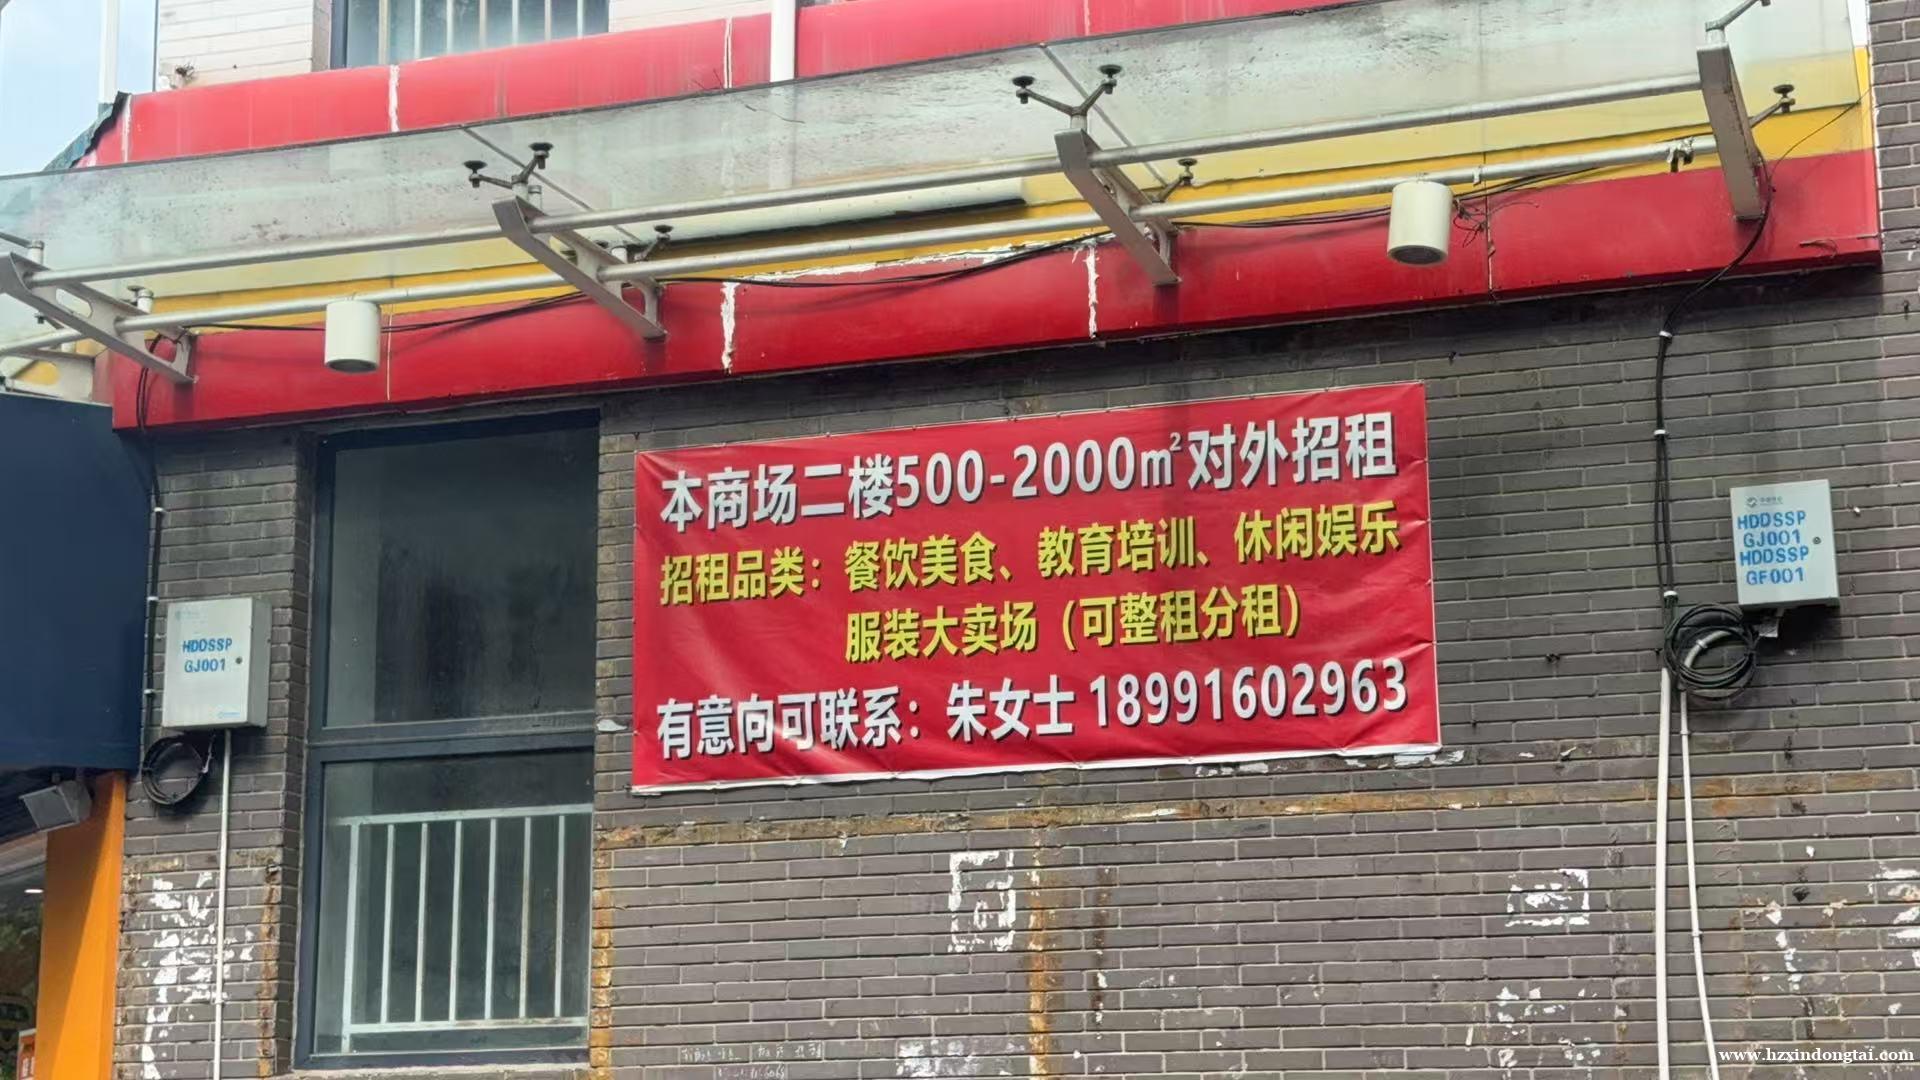 本商场二楼500-2000㎡对外招租
招租品类：餐饮美食、教育培训、休闲娱乐
服装大卖场（可整租分租）
有意向可联系：朱女士 18991602963
HDDSSP
GJ001
HDDSSP
GJ001
HDDSSP
GF001
www.hzxindongtai.com